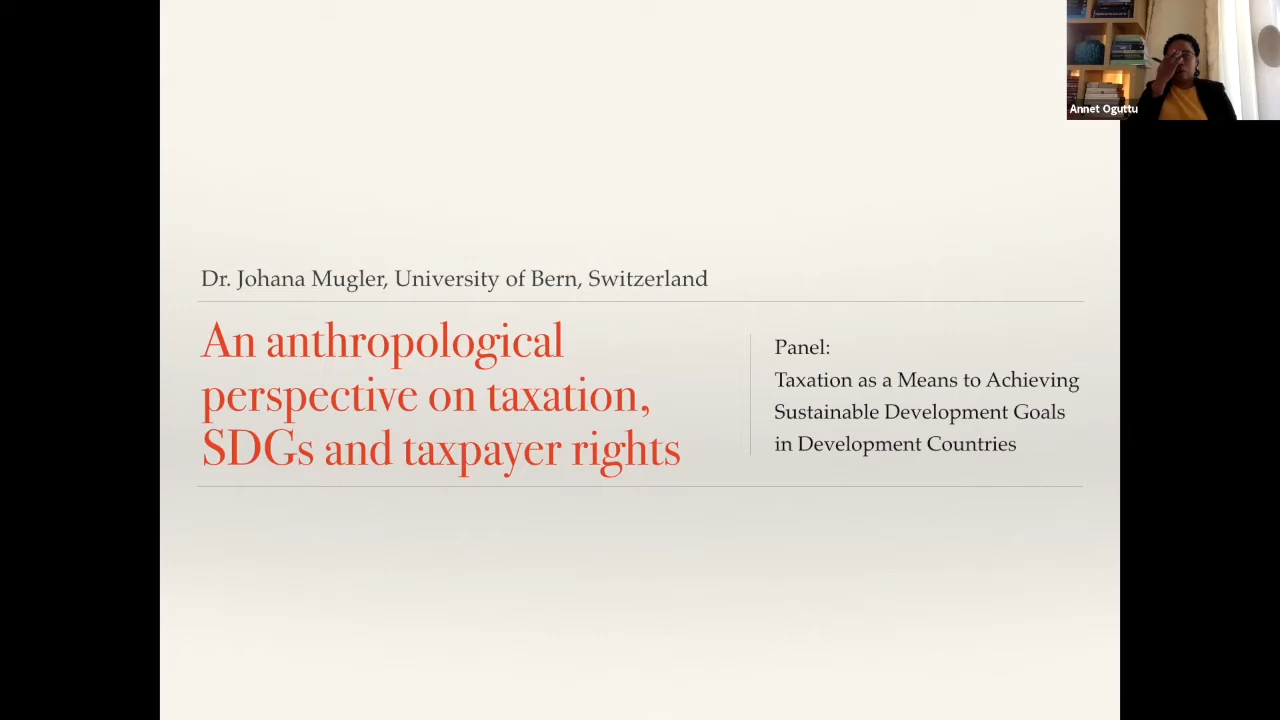 Annet Oguttu
Dr. Johana Mugler, University of Bern, Switzerland
An anthropological
perspective on taxation,
SDGs and taxpayer rights
Panel:
Taxation as a Means to Achieving
Sustainable Development Goals
in Development Countries